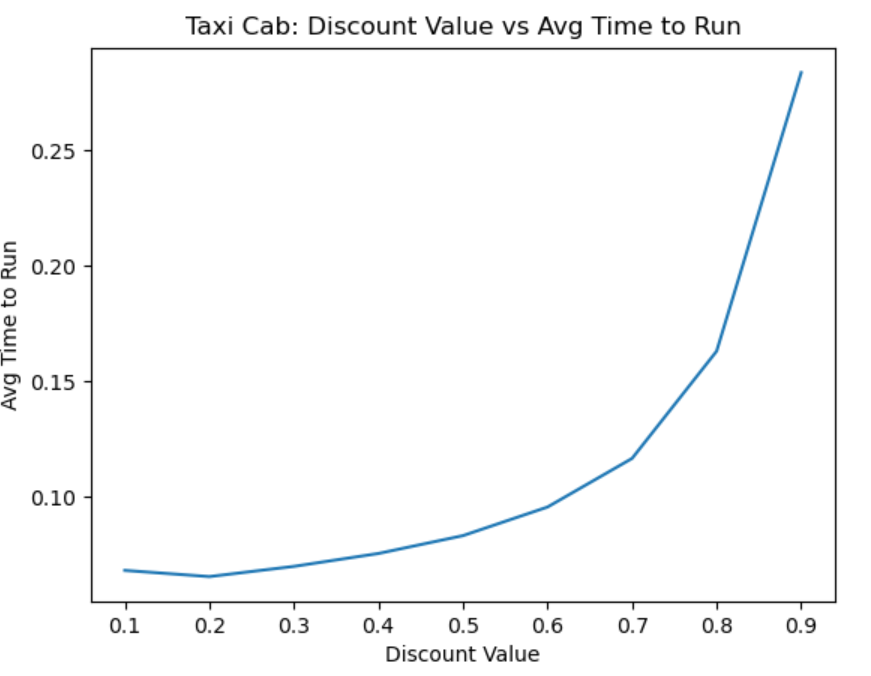 Taxi Cab: Discount Value vs Avg Time to Run
Avg Time to Run
0.25
0.20
0.15
0.10
0.1 0.2 0.3 0.4 0.5 0.6 0.7 0.8 0.9
Discount Value